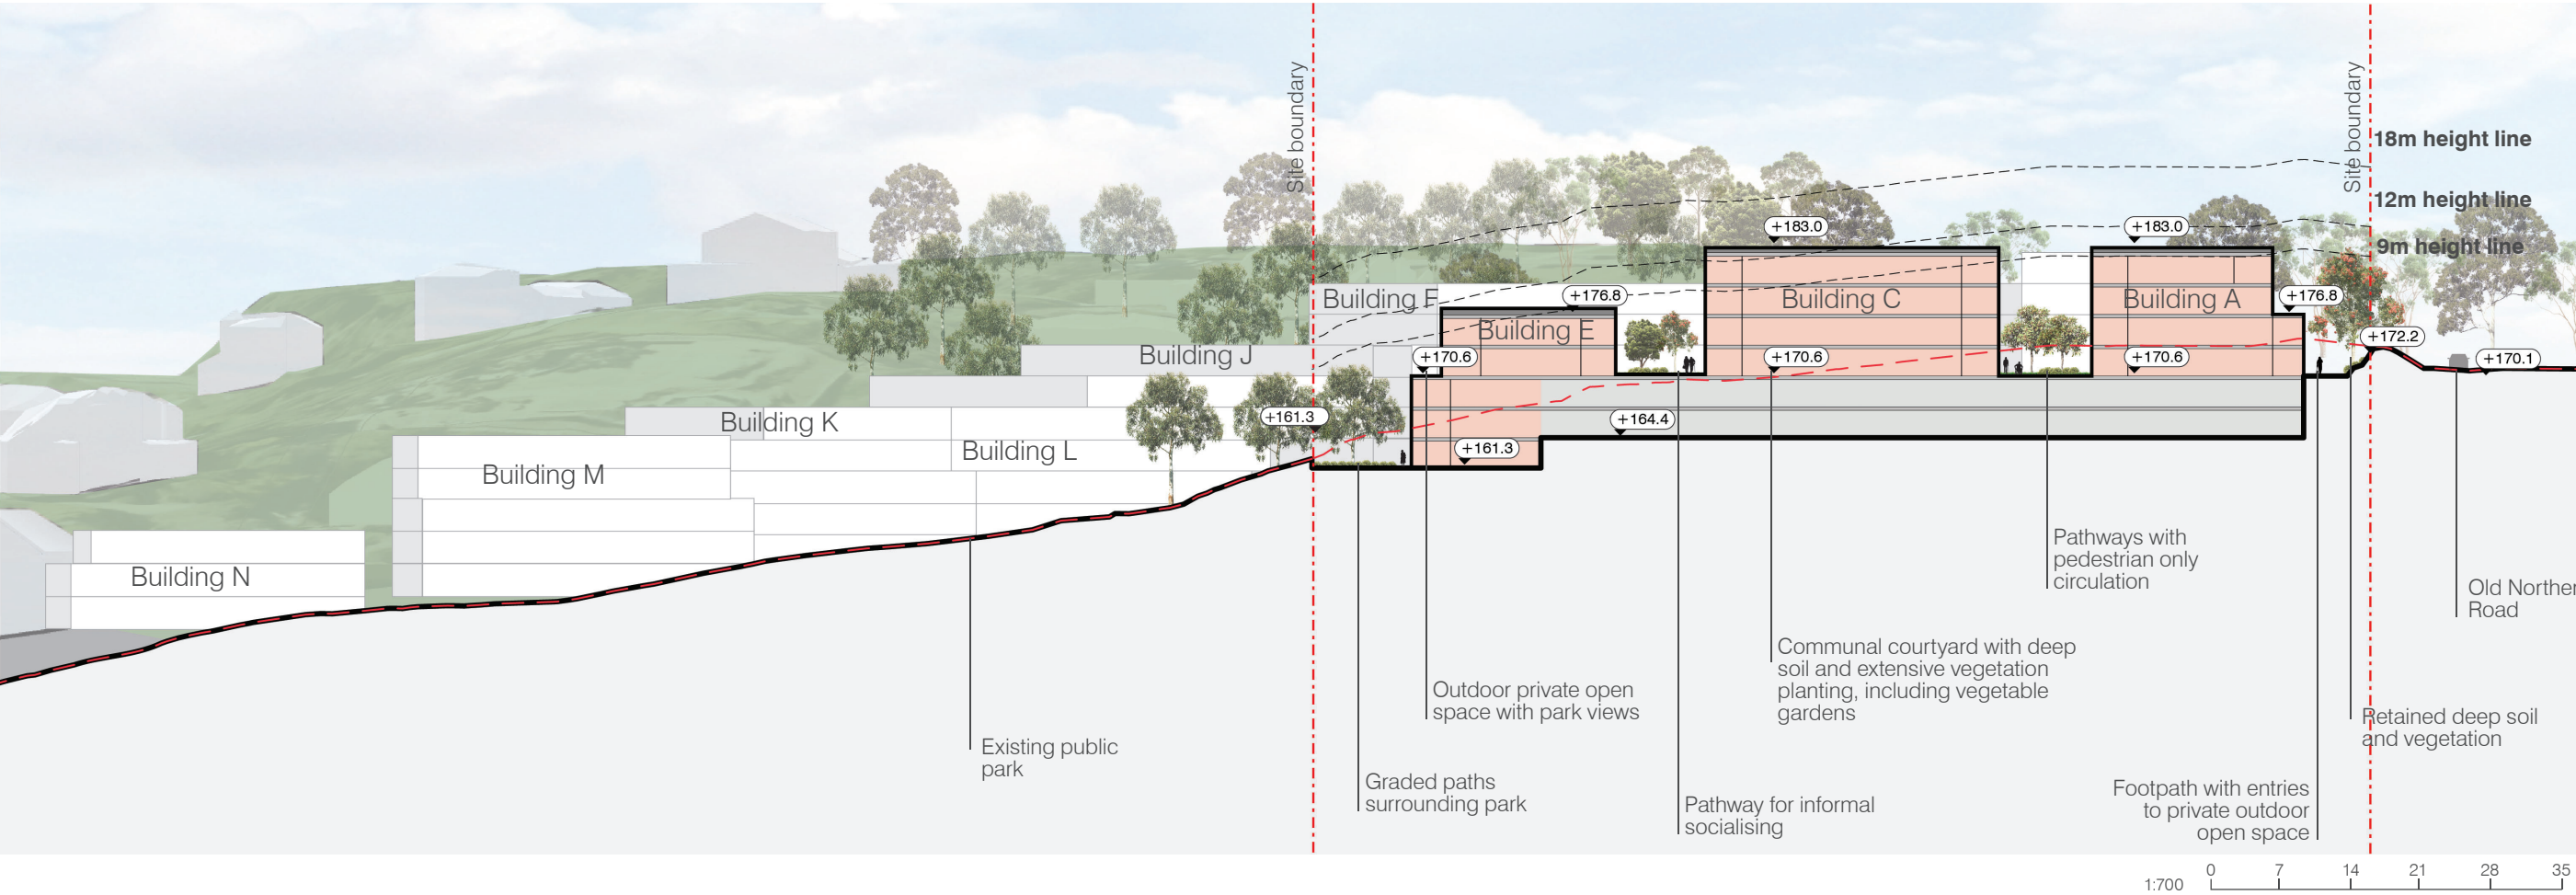 Site boundary
Site boundary
18m height line
12m height line
9m height line
+183.0
+183.0
Building F
+176.8
Building C
Building A
+176.8
Building E
+172.2
Building J
+170.6
+170.6
+170.6
+170.1
+161.3
+164.4
Building K
Building L
+161.3
Building M
Building N
Pathways with
pedestrian only
circulation
Old Norther
Road
Communal courtyard with deep
soil and extensive vegetation
planting, including vegetable
gardens
Outdoor private open
space with park views
Retained deep soil
and vegetation
Existing public
park
Graded paths
surrounding park
Pathway for informal
socialising
Footpath with entries
to private outdoor
open space
1:700
0 7 14 21 28 35